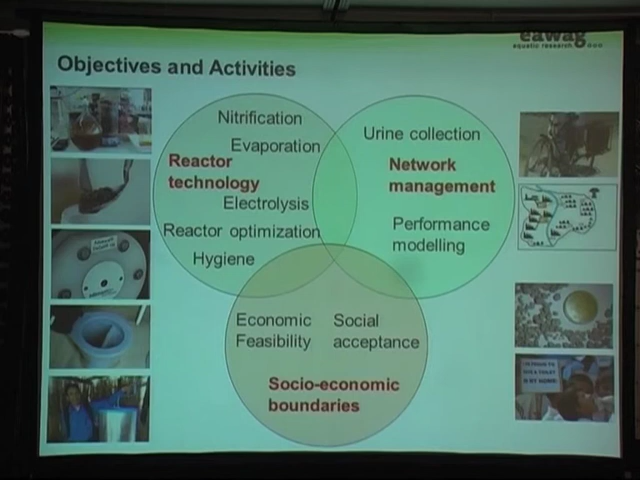 eawag
aquatic research
Objectives and Activities
Nitrification
Evaporation
Reactor
technology
Electrolysis
Reactor optimization
Hygiene
Urine collection
Network
management
Performance
modelling
Economic
Feasibility
Social
acceptance
Socio-economic
boundaries